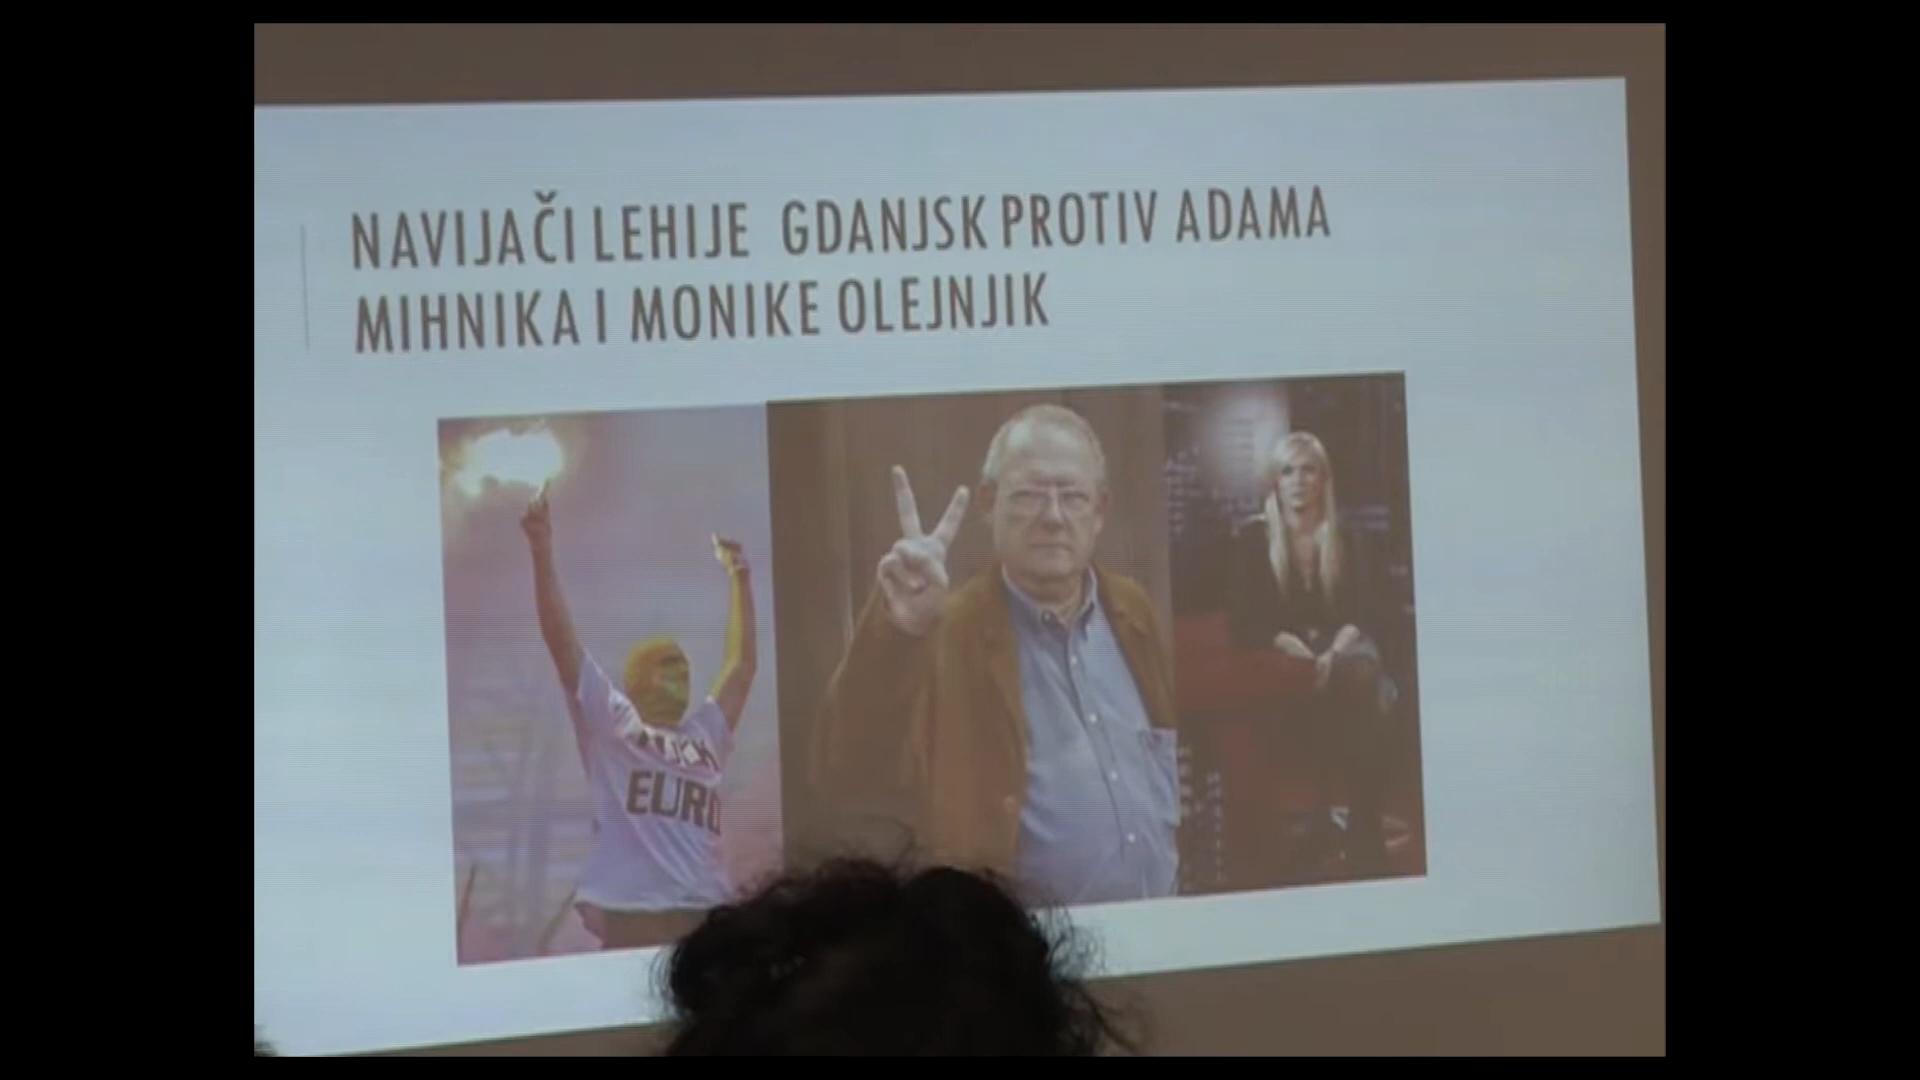 NAVIJAČI LEHIJE GDANJSK PROTIV ADAMA
MIHNIKA I MONIKE OLEJNJIK
EURO